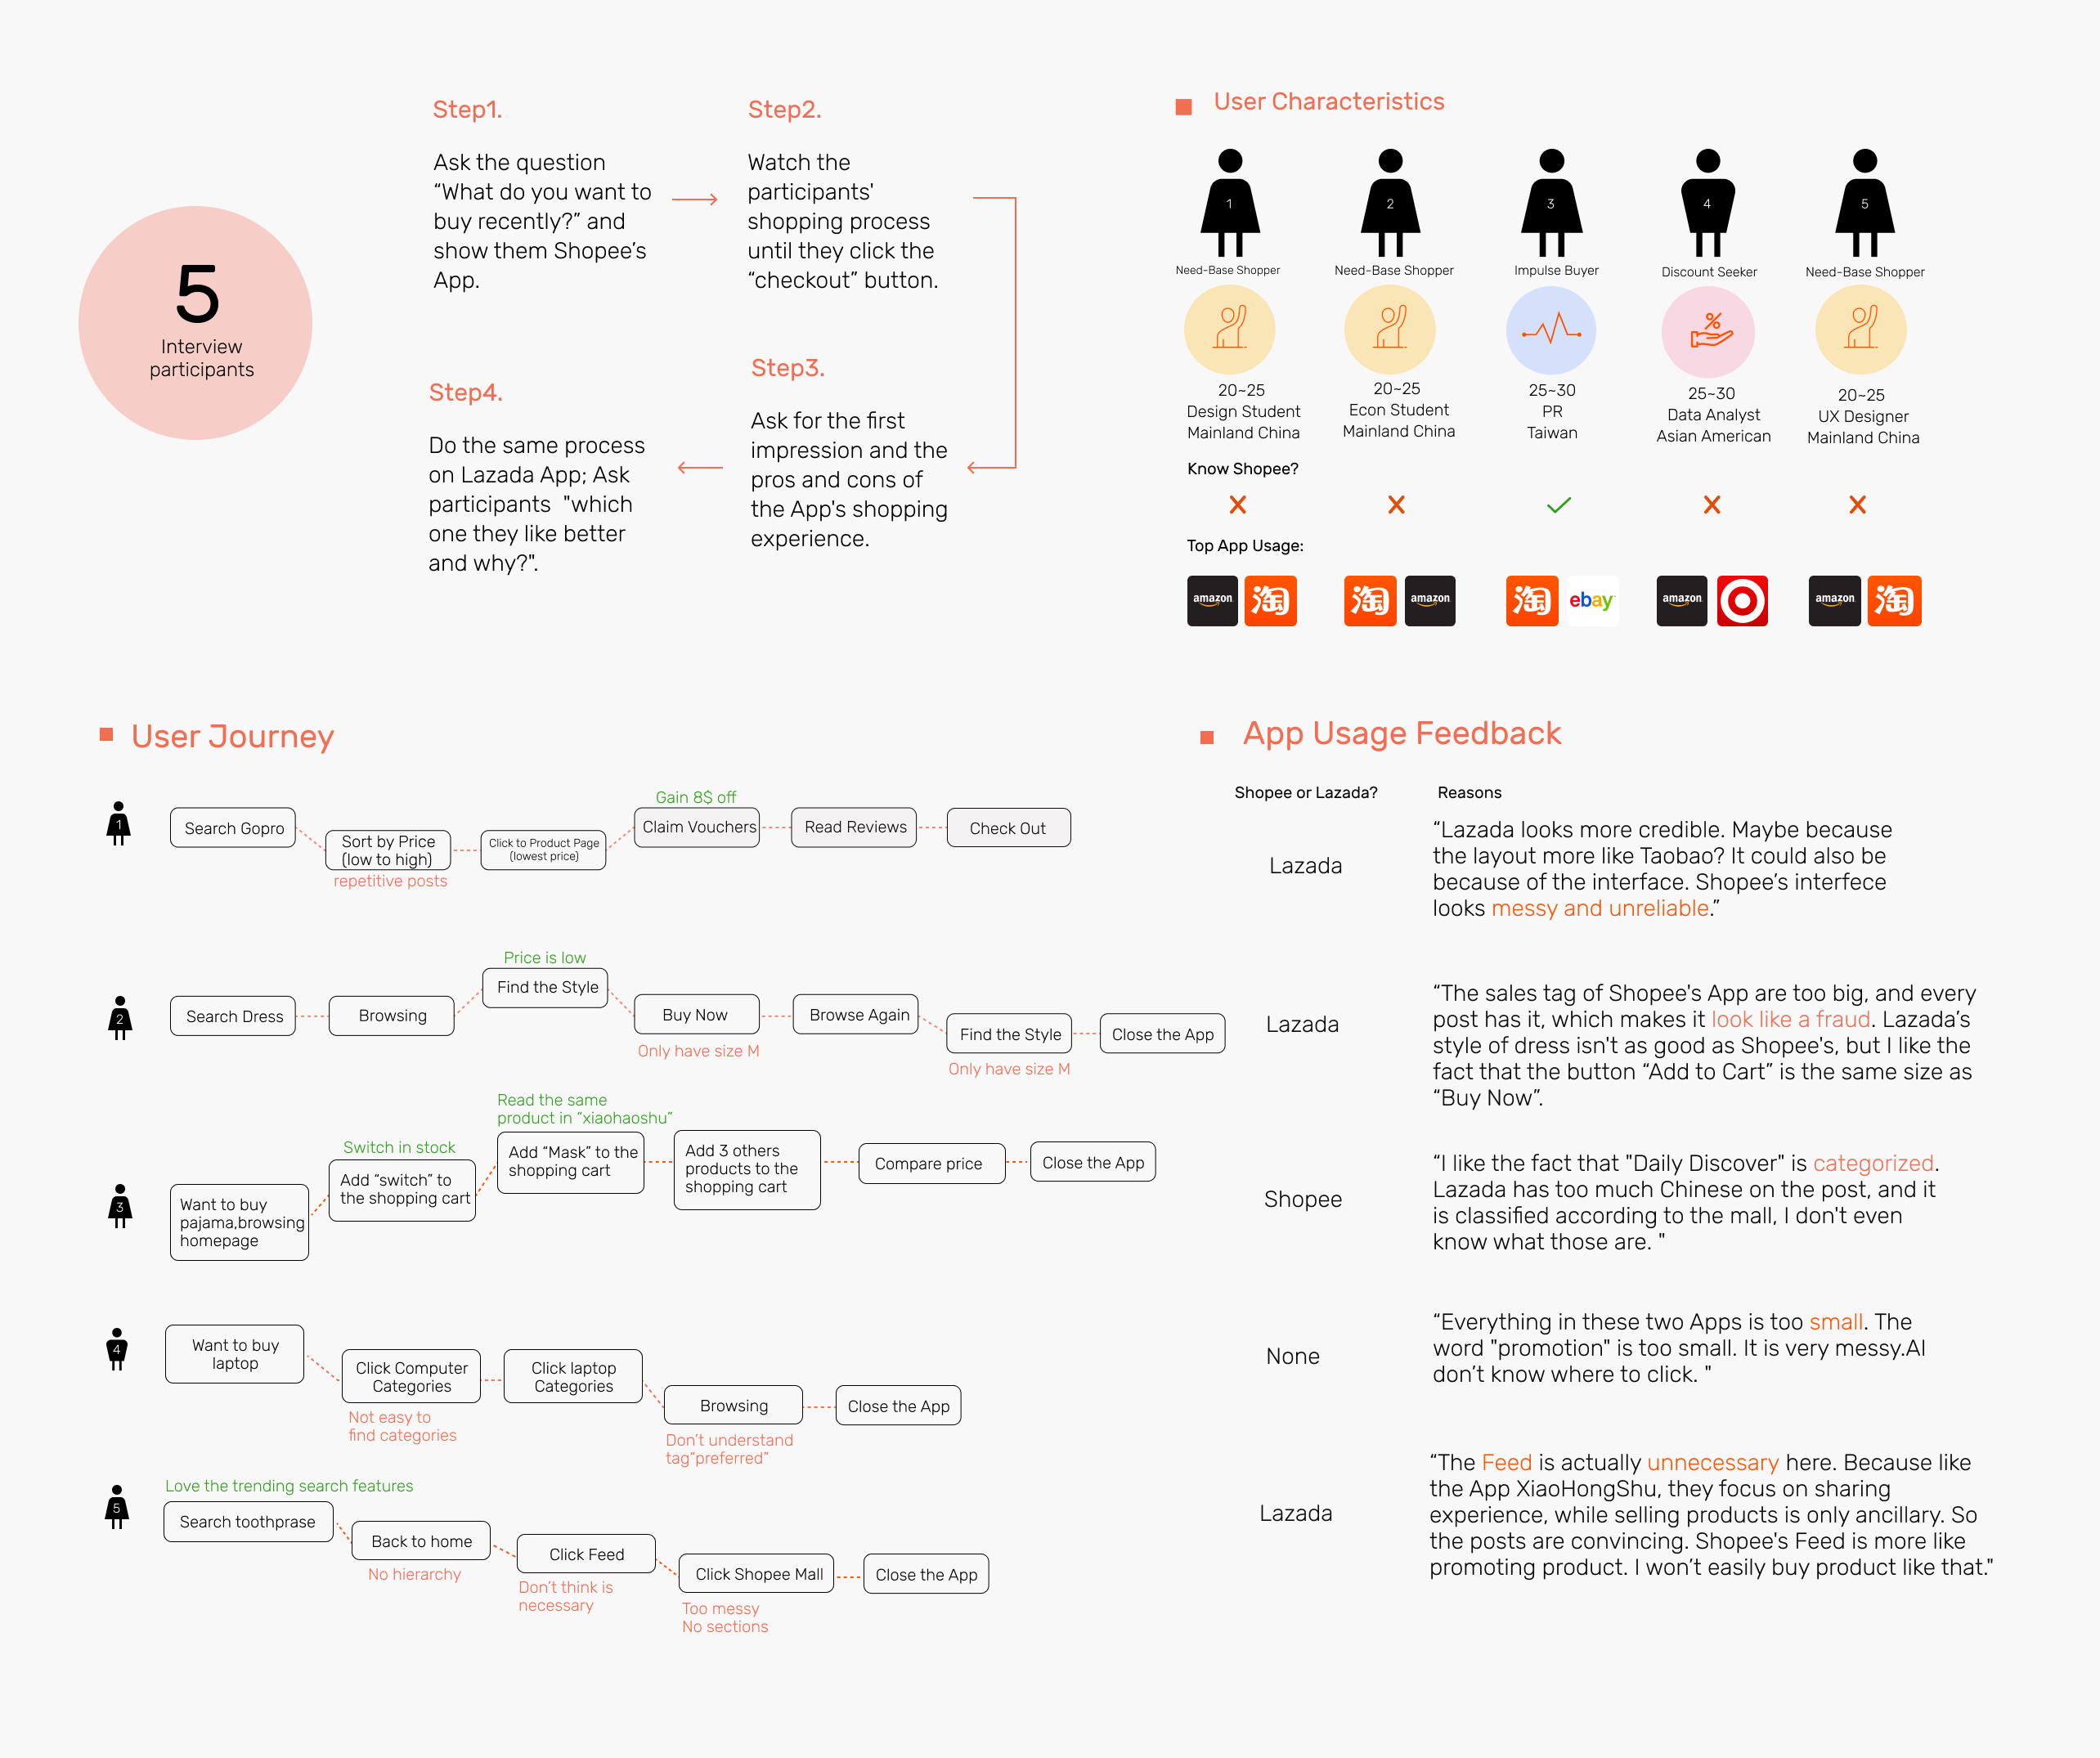 5
Interview
participants
Step1.
Ask the question
“What do you want to
buy recently?” and
show them Shopee’s
App.
Step2.
Watch the
participants'
shopping process
until they click the
“checkout” button.
Step3.
Ask for the first
impression and the
pros and cons of
the App's shopping
experience.
Step4.
Do the same process
on Lazada App; Ask
participants  "which
one they like better
and why?".
User Characteristics
1
2
3
4
5
Need-Base Shopper
Need-Base Shopper
Impulse Buyer
Discount Seeker
Need-Base Shopper
%
20~25
Design Student
Mainland China
20~25
Econ Student
Mainland China
25~30
PR
Taiwan
25~30
Data Analyst
Asian American
20~25
UX Designer
Mainland China
Know Shopee?
Top App Usage:
amazon
淘
淘
amazon
淘
ebay
amazon
amazon
淘
User Journey
1
Search Gopro
Sort by Price
(low to high)
repetitive posts
Click to Product Page
(lowest price)
Gain 8$ off
Claim Vouchers
Read Reviews
Check Out
2
Search Dress
Browsing
Price is low
Find the Style
Buy Now
Only have size M
Browse Again
Find the Style
Only have size M
Close the App
3
Want to buy
pajama,browsing
homepage
Switch in stock
Add “switch” to
the shopping cart
Read the same
product in “xiaohaoshu”
Add “Mask” to the
shopping cart
Add 3 others
products to the
shopping cart
Compare price
Close the App
4
Want to buy
laptop
Click Computer
Categories
Not easy to
find categories
Click laptop
Categories
Browsing
Don’t understand
tag“preferred”
Close the App
5
Love the trending search features
Search toothprase
Back to home
No hierarchy
Click Feed
Don’t think is
necessary
Click Shopee Mall
Too messy
No sections
Close the App
App Usage Feedback
Shopee or Lazada?
Reasons
Lazada
“Lazada looks more credible. Maybe because
the layout more like Taobao? It could also be
because of the interface. Shopee’s interfece
looks messy and unreliable.”
Lazada
“The sales tag of Shopee's App are too big, and every
post has it, which makes it look like a fraud. Lazada’s
style of dress isn't as good as Shopee's, but I like the
fact that the button “Add to Cart” is the same size as
“Buy Now”.
Shopee
“I like the fact that "Daily Discover" is categorized.
Lazada has too much Chinese on the post, and it
is classified according to the mall, I don't even
know what those are. "
None
“Everything in these two Apps is too small. The
word "promotion" is too small. It is very messy.AI
don’t know where to click. "
Lazada
“The Feed is actually unnecessary here. Because like
the App XiaoHongShu, they focus on sharing
experience, while selling products is only ancillary. So
the posts are convincing. Shopee's Feed is more like
promoting product. I won’t easily buy product like that."